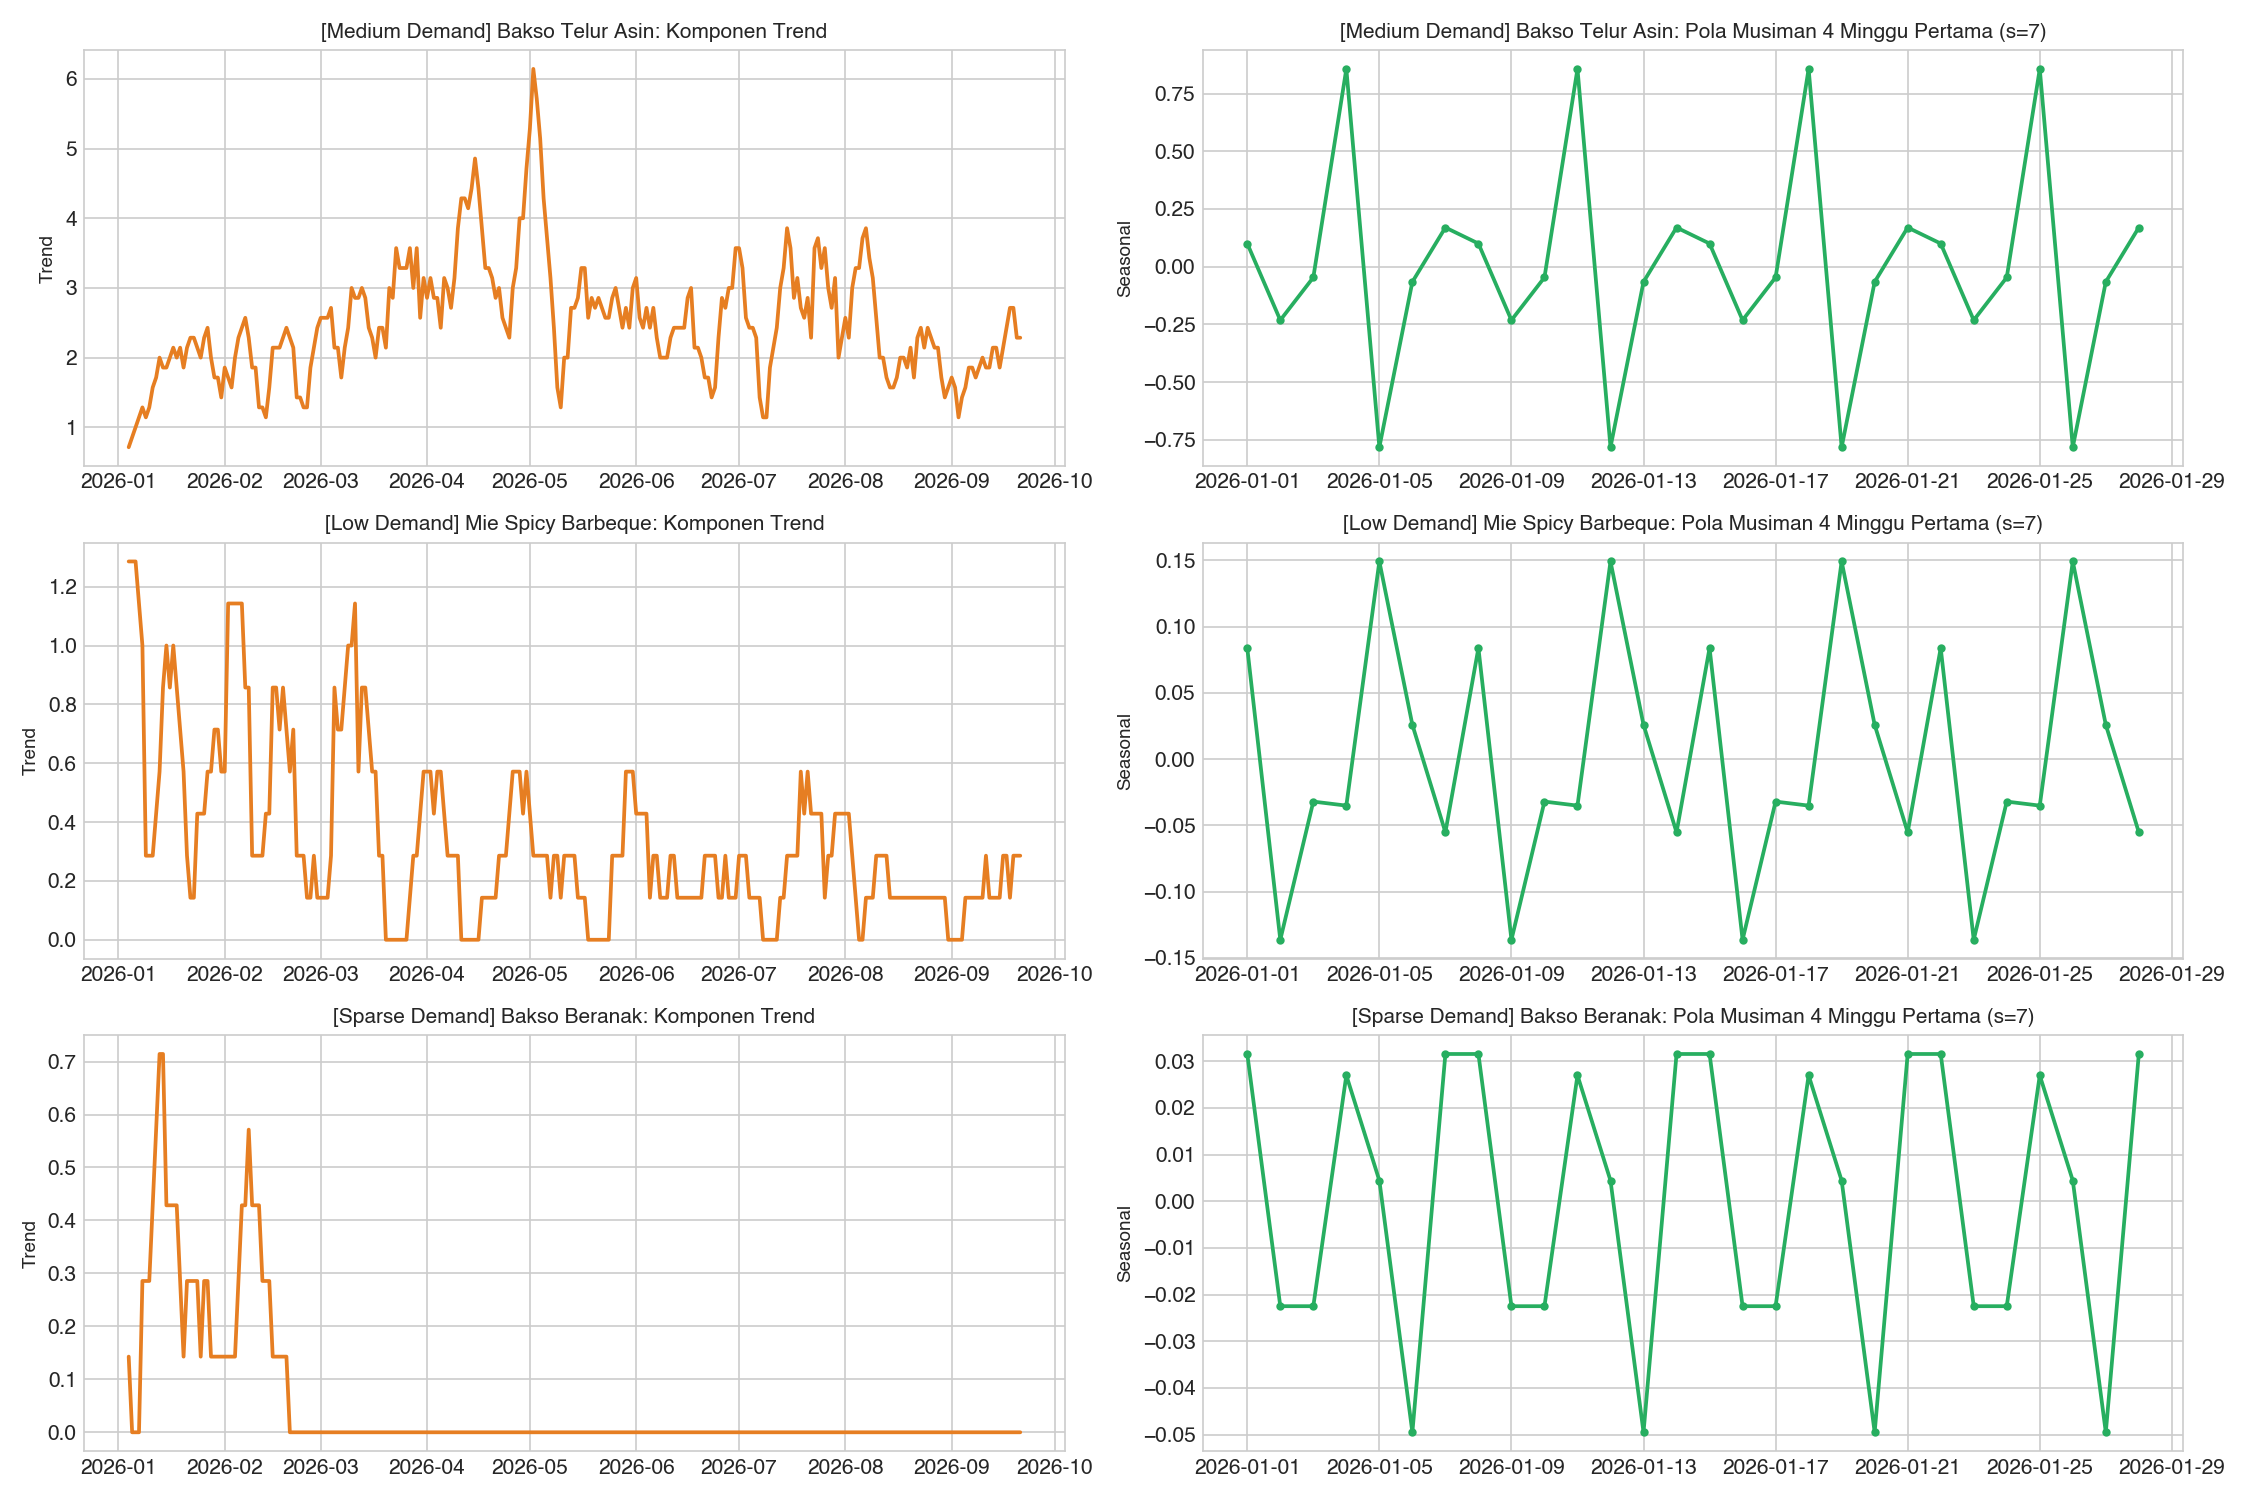 [Medium Demand] Bakso Telur Asin: Komponen Trend
Trend
6
5
4
3
2
1
2026-01 2026-02 2026-03 2026-04 2026-05 2026-06 2026-07 2026-08 2026-09 2026-10
[Medium Demand] Bakso Telur Asin: Pola Musiman 4 Minggu Pertama (s=7)
Seasonal
0.75
0.50
0.25
0.00
−0.25
−0.50
−0.75
2026-01-01 2026-01-05 2026-01-09 2026-01-13 2026-01-17 2026-01-21 2026-01-25 2026-01-29
[Low Demand] Mie Spicy Barbeque: Komponen Trend
Trend
1.2
1.0
0.8
0.6
0.4
0.2
0.0
2026-01 2026-02 2026-03 2026-04 2026-05 2026-06 2026-07 2026-08 2026-09 2026-10
[Low Demand] Mie Spicy Barbeque: Pola Musiman 4 Minggu Pertama (s=7)
Seasonal
0.15
0.10
0.05
0.00
−0.05
−0.10
−0.15
2026-01-01 2026-01-05 2026-01-09 2026-01-13 2026-01-17 2026-01-21 2026-01-25 2026-01-29
[Sparse Demand] Bakso Beranak: Komponen Trend
Trend
0.7
0.6
0.5
0.4
0.3
0.2
0.1
0.0
2026-01 2026-02 2026-03 2026-04 2026-05 2026-06 2026-07 2026-08 2026-09 2026-10
[Sparse Demand] Bakso Beranak: Pola Musiman 4 Minggu Pertama (s=7)
Seasonal
0.03
0.02
0.01
0.00
−0.01
−0.02
−0.03
−0.04
−0.05
2026-01-01 2026-01-05 2026-01-09 2026-01-13 2026-01-17 2026-01-21 2026-01-25 2026-01-29